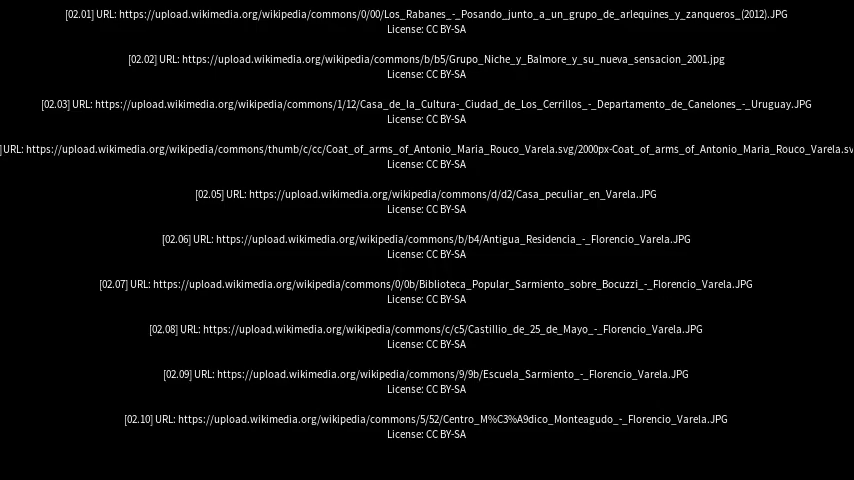 [02.01] URL: https://upload.wikimedia.org/wikipedia/commons/0/00/Los_Rabanes_-_Posando_junto_a_un_grupo_de_arlequines_y_zanqueros_(2012).JPG
License: CC BY-SA
[02.02] URL: https://upload.wikimedia.org/wikipedia/commons/b/b5/Grupo_Niche_y_Balmore_y_su_nueva_sensacion_2001.jpg
License: CC BY-SA
[02.03] URL: https://upload.wikimedia.org/wikipedia/commons/1/12/Casa_de_la_Cultura-_Ciudad_de_Los_Cerrillos_-_Departamento_de_Canelones_-_Uruguay.JPG
License: CC BY-SA
] URL: https://upload.wikimedia.org/wikipedia/commons/thumb/c/cc/Coat_of_arms_of_Antonio_Maria_Rouco_Varela.svg/2000px-Coat_of_arms_of_Antonio_Maria_Rouco_Varela.sv
License: CC BY-SA
[02.05] URL: https://upload.wikimedia.org/wikipedia/commons/d/d2/Casa_peculiar_en_Varela.JPG
License: CC BY-SA
[02.06] URL: https://upload.wikimedia.org/wikipedia/commons/b/b4/Antigua_Residencia_-_Florencio_Varela.JPG
License: CC BY-SA
[02.07] URL: https://upload.wikimedia.org/wikipedia/commons/0/0b/Biblioteca_Popular_Sarmiento_sobre_Bocuzzi_-_Florencio_Varela.JPG
License: CC BY-SA
[02.08] URL: https://upload.wikimedia.org/wikipedia/commons/c/c5/Castillio_de_25_de_Mayo_-_Florencio_Varela.JPG
License: CC BY-SA
[02.09] URL: https://upload.wikimedia.org/wikipedia/commons/9/9b/Escuela_Sarmiento_-_Florencio_Varela.JPG
License: CC BY-SA
[02.10] URL: https://upload.wikimedia.org/wikipedia/commons/5/52/Centro_M%C3%A9dico_Monteagudo_-_Florencio_Varela.JPG
License: CC BY-SA